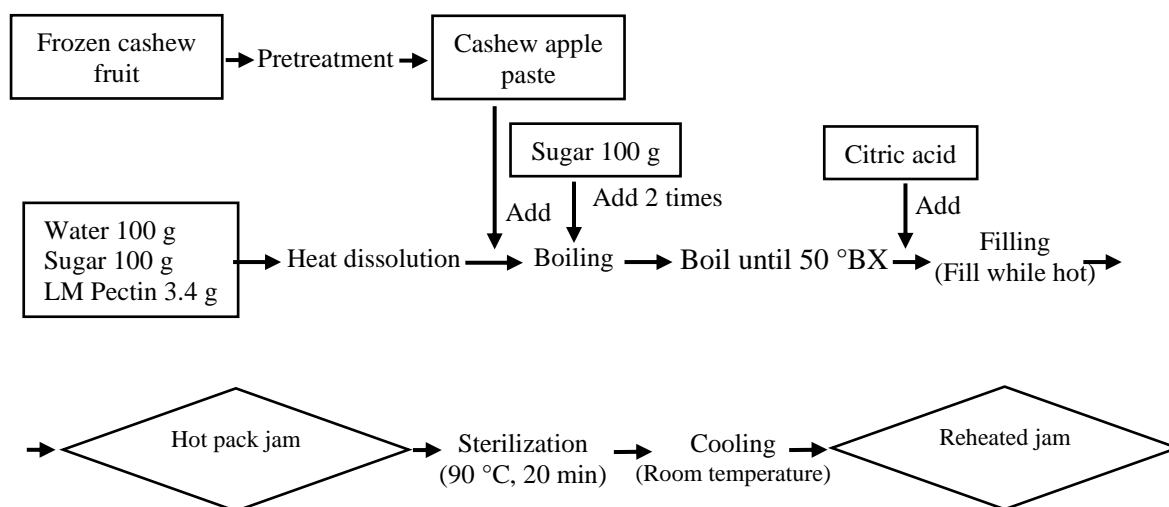 Frozen cashew
fruit
Pretreatment
Cashew apple
paste
Sugar 100 g
Citric acid
Add
Add 2 times
Add
Water 100 g
Sugar 100 g
LM Pectin 3.4 g
Heat dissolution
Boiling
Boil until 50 °BX
Filling
(Fill while hot)
Hot pack jam
Sterilization
(90 °C, 20 min)
Cooling
(Room temperature)
Reheated jam